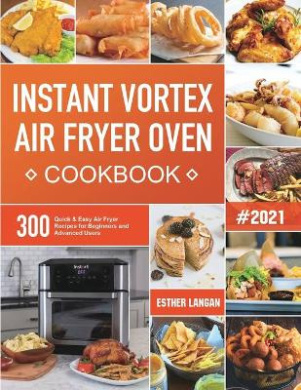 INSTANT VORTEX
AIR FRYER OVEN
COOKBOOK
300
Quick & Easy Air Fryer
Recipes for Beginners and
Advanced Users
#2021
Instant
ESTHER LANGAN